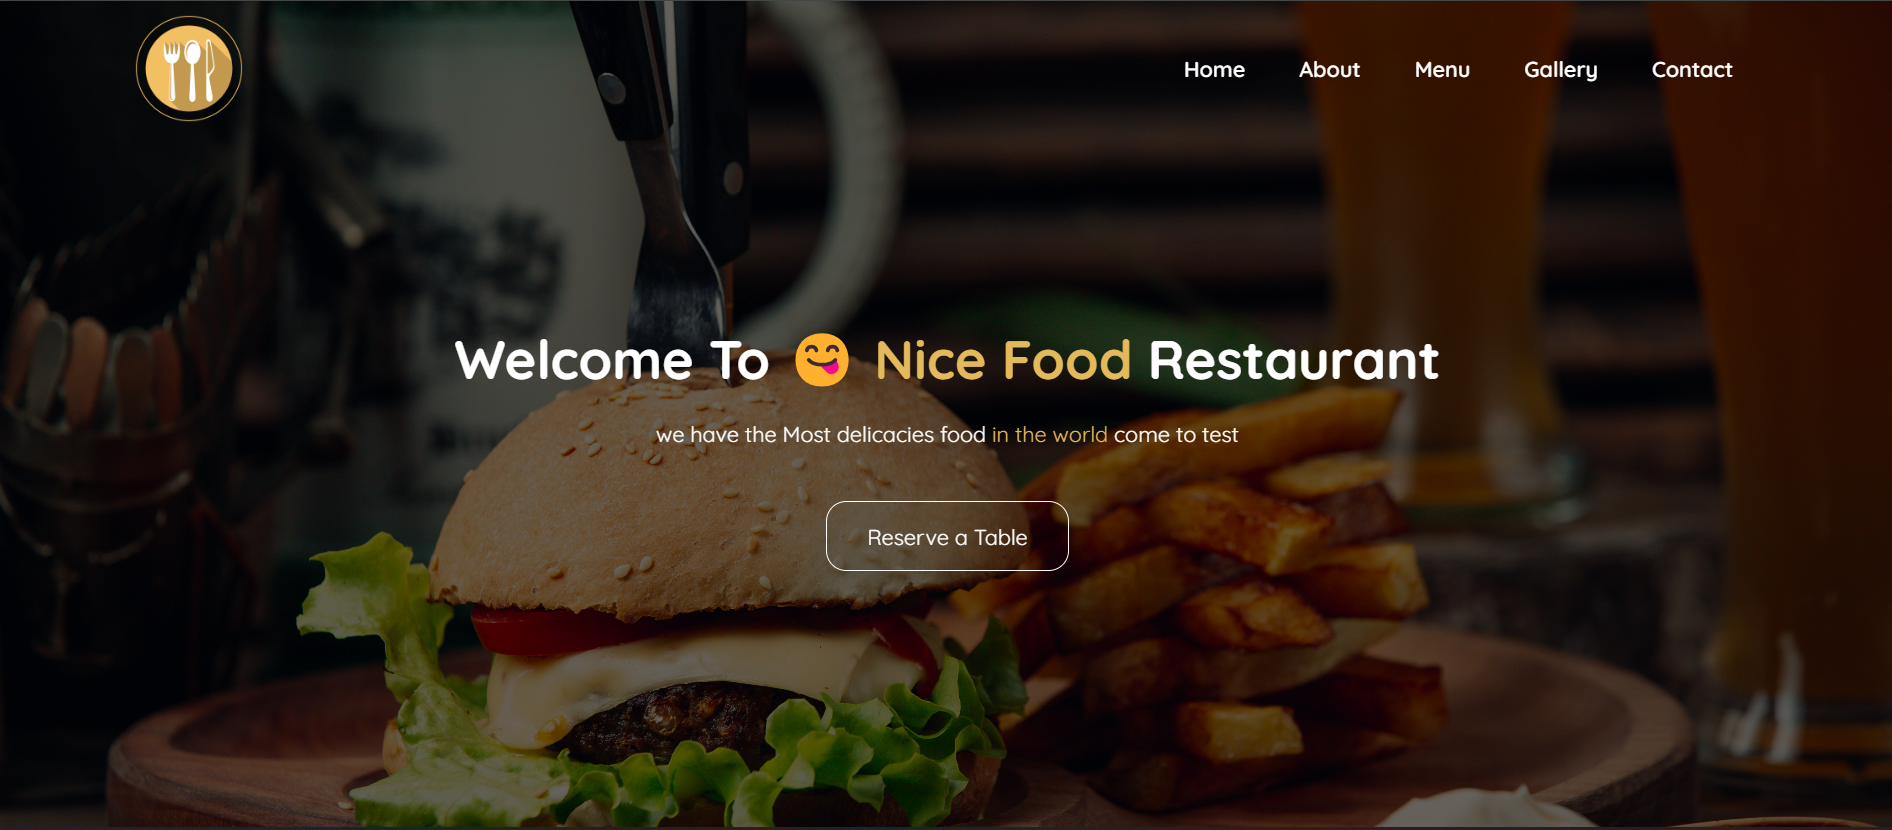 Home About Menu Gallery Contact
Welcome To 😋 Nice Food Restaurant
we have the Most delicacies food in the world come to test
Reserve a Table